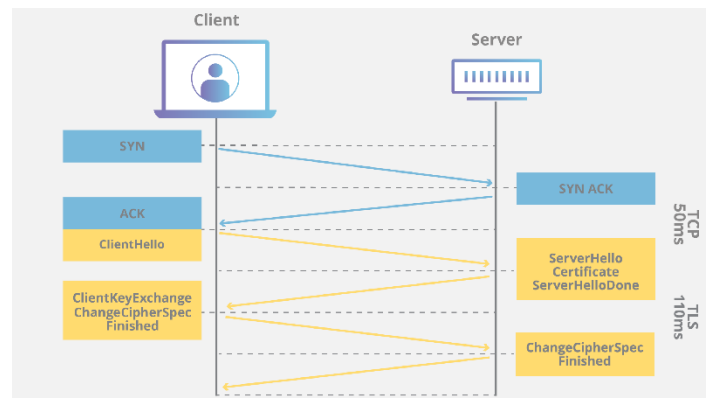 Client
Server
SYN
SYN ACK
ACK
ClientHello
TCP
50ms
ServerHello
Certificate
ServerHelloDone
ClientKeyExchange
ChangeCipherSpec
Finished
TLS
110ms
ChangeCipherSpec
Finished